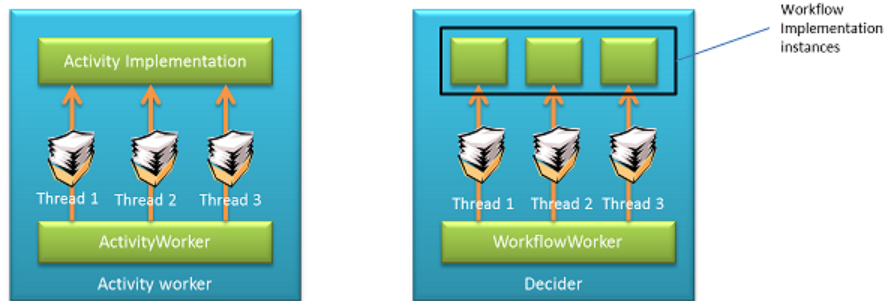 Activity Implementation
Thread 1 Thread 2 Thread 3
ActivityWorker
Activity worker
Workflow
Implementation
instances
Thread 1 Thread 2 Thread 3
WorkflowWorker
Decider